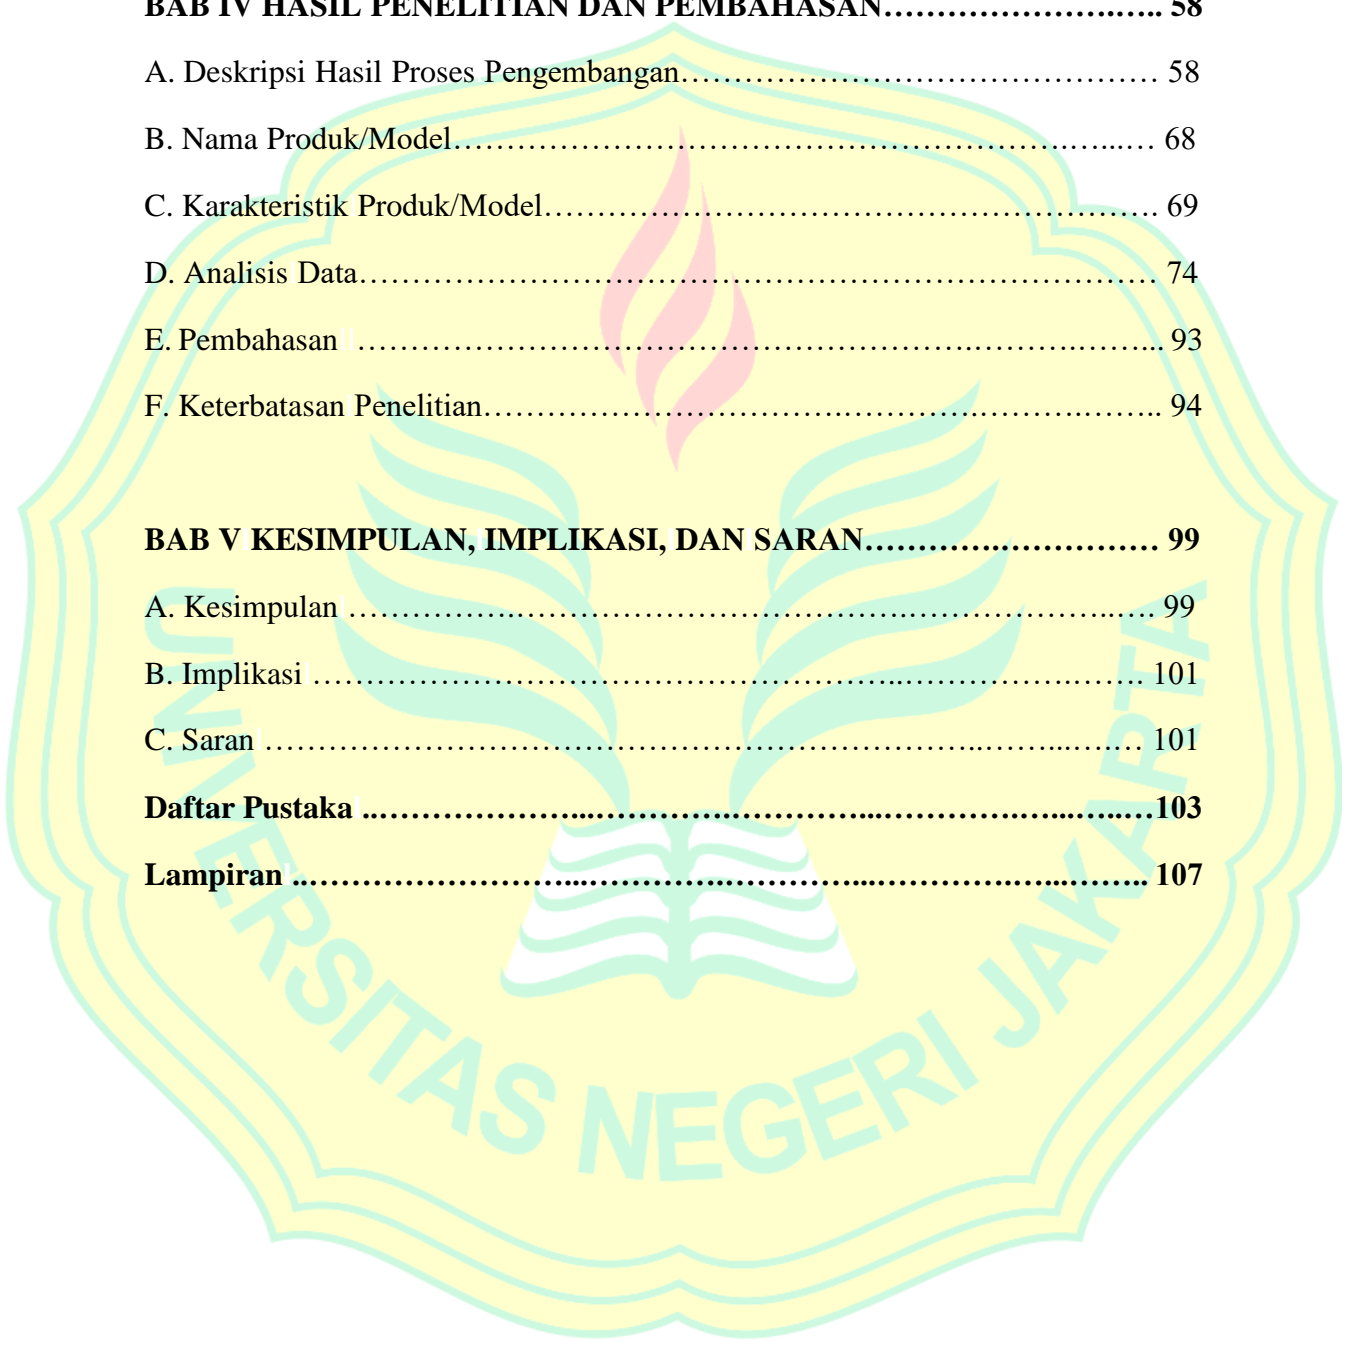 BAB IV HASIL PENELITIAN DAN PEMBAHASAN…………………….….. 58
A. Deskripsi Hasil Proses Pengembangan……………………………………………… 58
B. Nama Produk/Model…………………………………………………………….…...… 68
C. Karakteristik Produk/Model……………………………………………………………. 69
D. Analisis Data……………………………………………………………………………… 74
E. Pembahasan …………………………………………………………….……….……... 93
F. Keterbatasan Penelitian………………………………….………….……….…….. 94
BAB V KESIMPULAN, IMPLIKASI, DAN SARAN………….……………… 99
A. Kesimpulan ……………….…………………………………….………………….…. 99
B. Implikasi ………………………………………………………...…………….……. 101
C. Saran …………………………………………………………………..……...….… 101
Daftar Pustaka ..…………………...………….……………...………….…...…..…103
Lampiran ..………………………...………….……………...………….…..…….. 107
UNIVERSITAS NEGERI JAKARTA